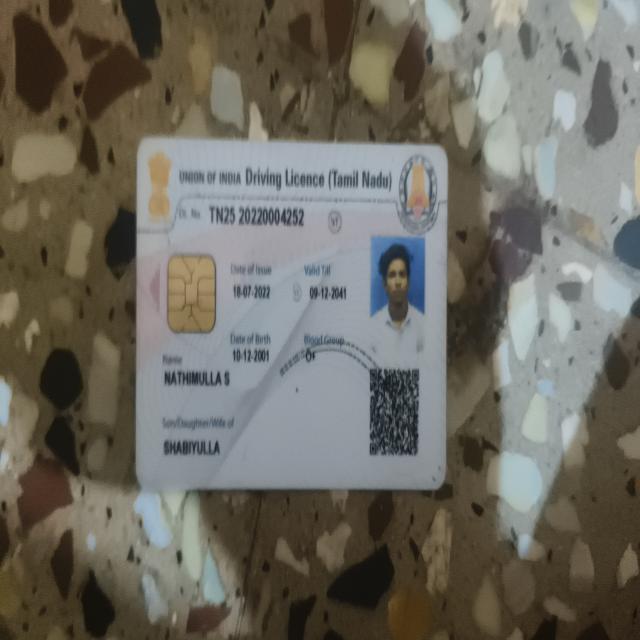 UNION OF INDIA Driving Licence (Tamil Nadu)
DL No. TN25 20220004252
Date of Issue Valid Till
18-07-2022 09-12-2041
Date of Birth Blood Group
10-12-2001
Name
NATHIMULLA S
Son/Daughter/Wife of
SHABIYULLA